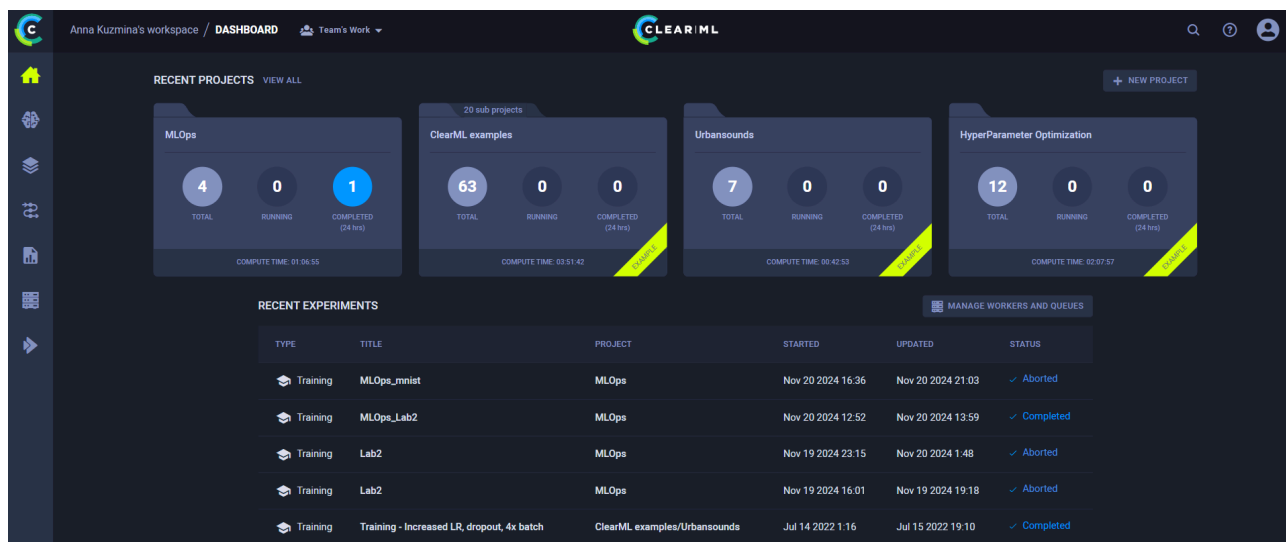 Anna Kuzmina's workspace / DASHBOARD Team's Work CLEAR|ML
RECENT PROJECTS VIEW ALL + NEW PROJECT
20 sub projects
MLOps ClearML examples Urbansounds HyperParameter Optimization
4 0 1 63 0 0 7 0 0 12 0 0
TOTAL RUNNING COMPLETED TOTAL RUNNING COMPLETED TOTAL RUNNING COMPLETED TOTAL RUNNING COMPLETED
(24 hrs) (24 hrs) (24 hrs) (24 hrs)
EXAMPLE EXAMPLE EXAMPLE
COMPUTE TIME: 01:06:55 COMPUTE TIME: 03:51:42 COMPUTE TIME: 00:42:53 COMPUTE TIME: 02:07:57
RECENT EXPERIMENTS MANAGE WORKERS AND QUEUES
TYPE TITLE PROJECT STARTED UPDATED STATUS
Training MLOps_mnist MLOps Nov 20 2024 16:36 Nov 20 2024 21:03 Aborted
Training MLOps_Lab2 MLOps Nov 20 2024 12:52 Nov 20 2024 13:59 Completed
Training Lab2 MLOps Nov 19 2024 23:15 Nov 20 2024 1:48 Aborted
Training Lab2 MLOps Nov 19 2024 16:01 Nov 19 2024 19:18 Aborted
Training Training - Increased LR, dropout, 4x batch ClearML examples/Urbansounds Jul 14 2022 1:16 Jul 15 2022 19:10 Completed